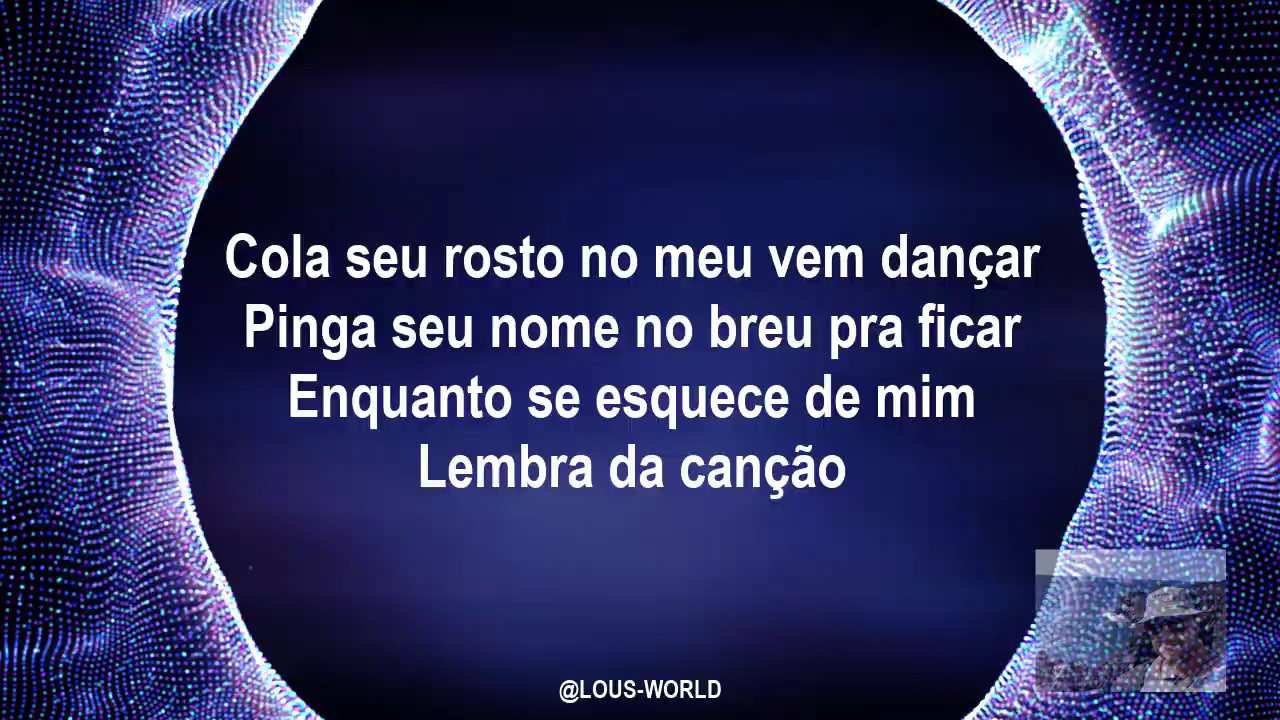 Cola seu rosto no meu vem dançar
Pinga seu nome no breu pra ficar
Enquanto se esquece de mim
Lembra da canção
@LOUS-WORLD